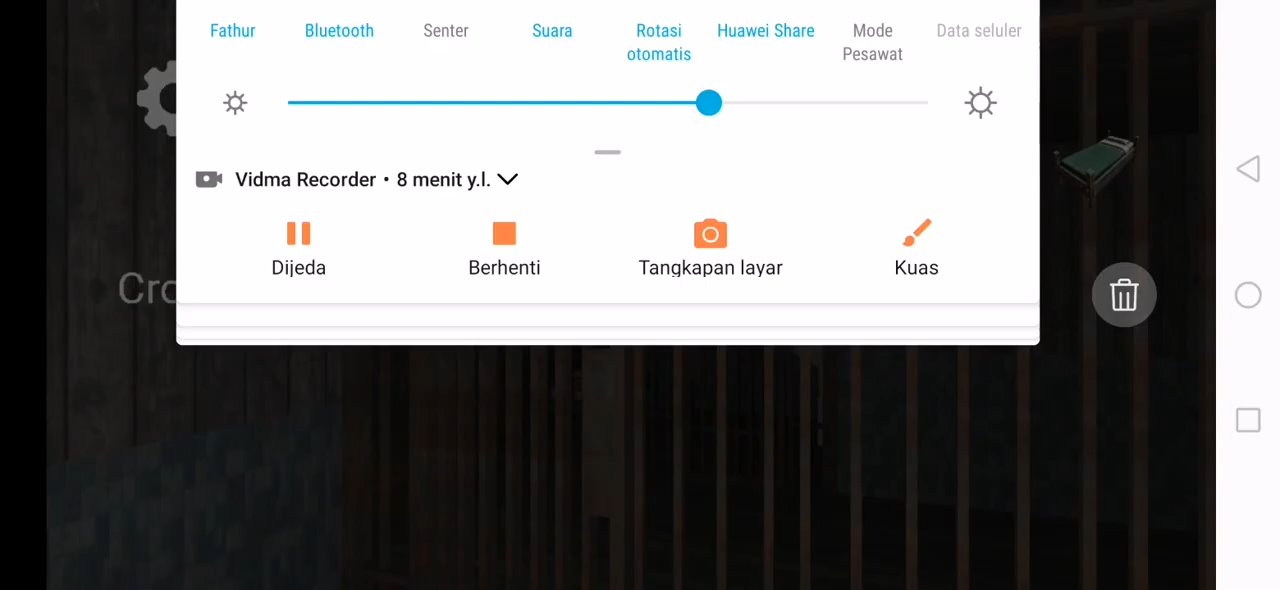 Fathur Bluetooth Senter Suara Rotasi otomatis Huawei Share Mode Pesawat Data seluler
Vidma Recorder • 8 menit y.l.
Dijeda Berhenti Tangkapan layar Kuas
Cro